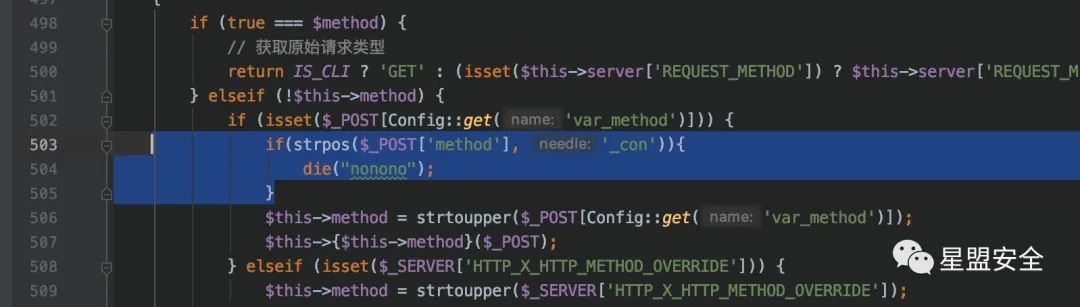 497 {
498 if (true === $method) {
499 // 获取原始请求类型
500 return IS_CLI ? 'GET' : (isset($this->server['REQUEST_METHOD']) ? $this->server['REQUEST_M
501 } elseif (!$this->method) {
502 if (isset($_POST[Config::get( name: 'var_method')])) {
503 if(strpos($_POST['method'], needle: '_con')){
504 die("nonono");
505 }
506 $this->method = strtoupper($_POST[Config::get( name: 'var_method')]);
507 $this->{$this->method}($_POST);
508 } elseif (isset($_SERVER['HTTP_X_HTTP_METHOD_OVERRIDE'])) {
509 $this->method = strtoupper($_SERVER['HTTP_X_HTTP_METHOD_OVERRIDE']);
星盟安全